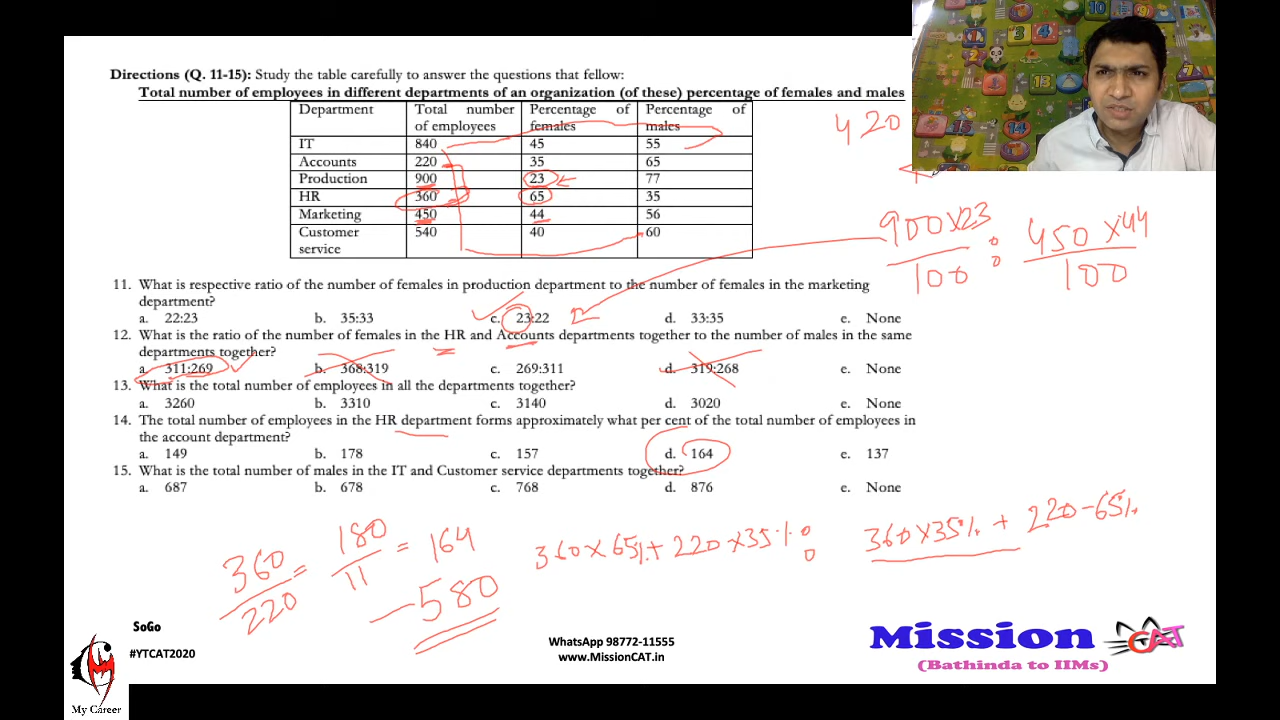 Directions (Q. 11-15): Study the table carefully to answer the questions that fellow:
Total number of employees in different departments of an organization (of these) percentage of females and males
Department Total number of employees Percentage of females Percentage of males
IT 840 45 55
Accounts 220 35 65
Production 900 23 77
HR 360 65 35
Marketing 450 44 56
Customer service 540 40 60
420
900×23 / 100 : 450×44 / 100
11. What is respective ratio of the number of females in production department to the number of females in the marketing
department?
a. 22:23 b. 35:33 c. 23:22 d. 33:35 e. None
12. What is the ratio of the number of females in the HR and Accounts departments together to the number of males in the same
departments together?
a. 311:269 b. 368:319 c. 269:311 d. 319:268 e. None
13. What is the total number of employees in all the departments together?
a. 3260 b. 3310 c. 3140 d. 3020 e. None
14. The total number of employees in the HR department forms approximately what per cent of the total number of employees in
the account department?
a. 149 b. 178 c. 157 d. 164 e. 137
15. What is the total number of males in the IT and Customer service departments together?
a. 687 b. 678 c. 768 d. 876 e. None
360/220 = 180/11 = 164
580
360×65%+220×35% : 360×35%+220-65%
SoGo
#YTCAT2020
My Career
WhatsApp 98772-11555
www.MissionCAT.in
Mission CAT
(Bathinda to IIMs)